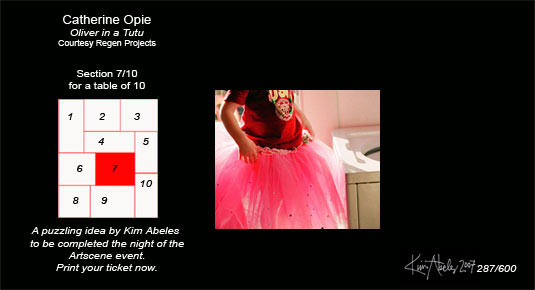 Catherine Opie
Oliver in a Tutu
Courtesy Regen Projects
Section 7/10
for a table of 10
1 2 3
4 5
6 7
10
8 9
A puzzling idea by Kim Abeles
to be completed the night of the
Artscene event.
Print your ticket now.
Kim Abeles 2007 287/600